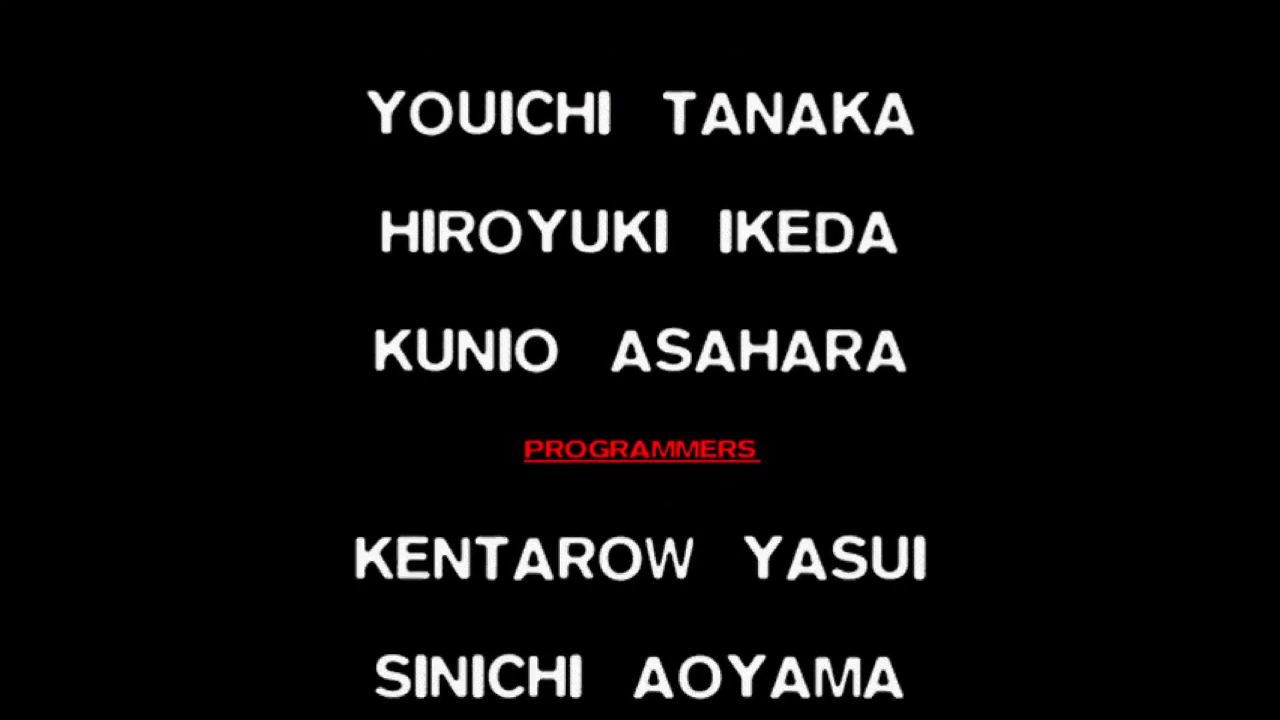 YOUICHI TANAKA
HIROYUKI IKEDA
KUNIO ASAHARA
PROGRAMMERS
KENTAROW YASUI
SINICHI AOYAMA